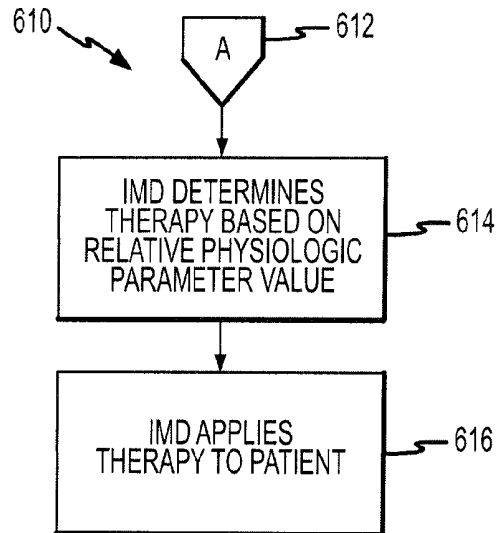 610
A
612
IMD DETERMINES
THERAPY BASED ON
RELATIVE PHYSIOLOGIC
PARAMETER VALUE
614
IMD APPLIES
THERAPY TO PATIENT
616